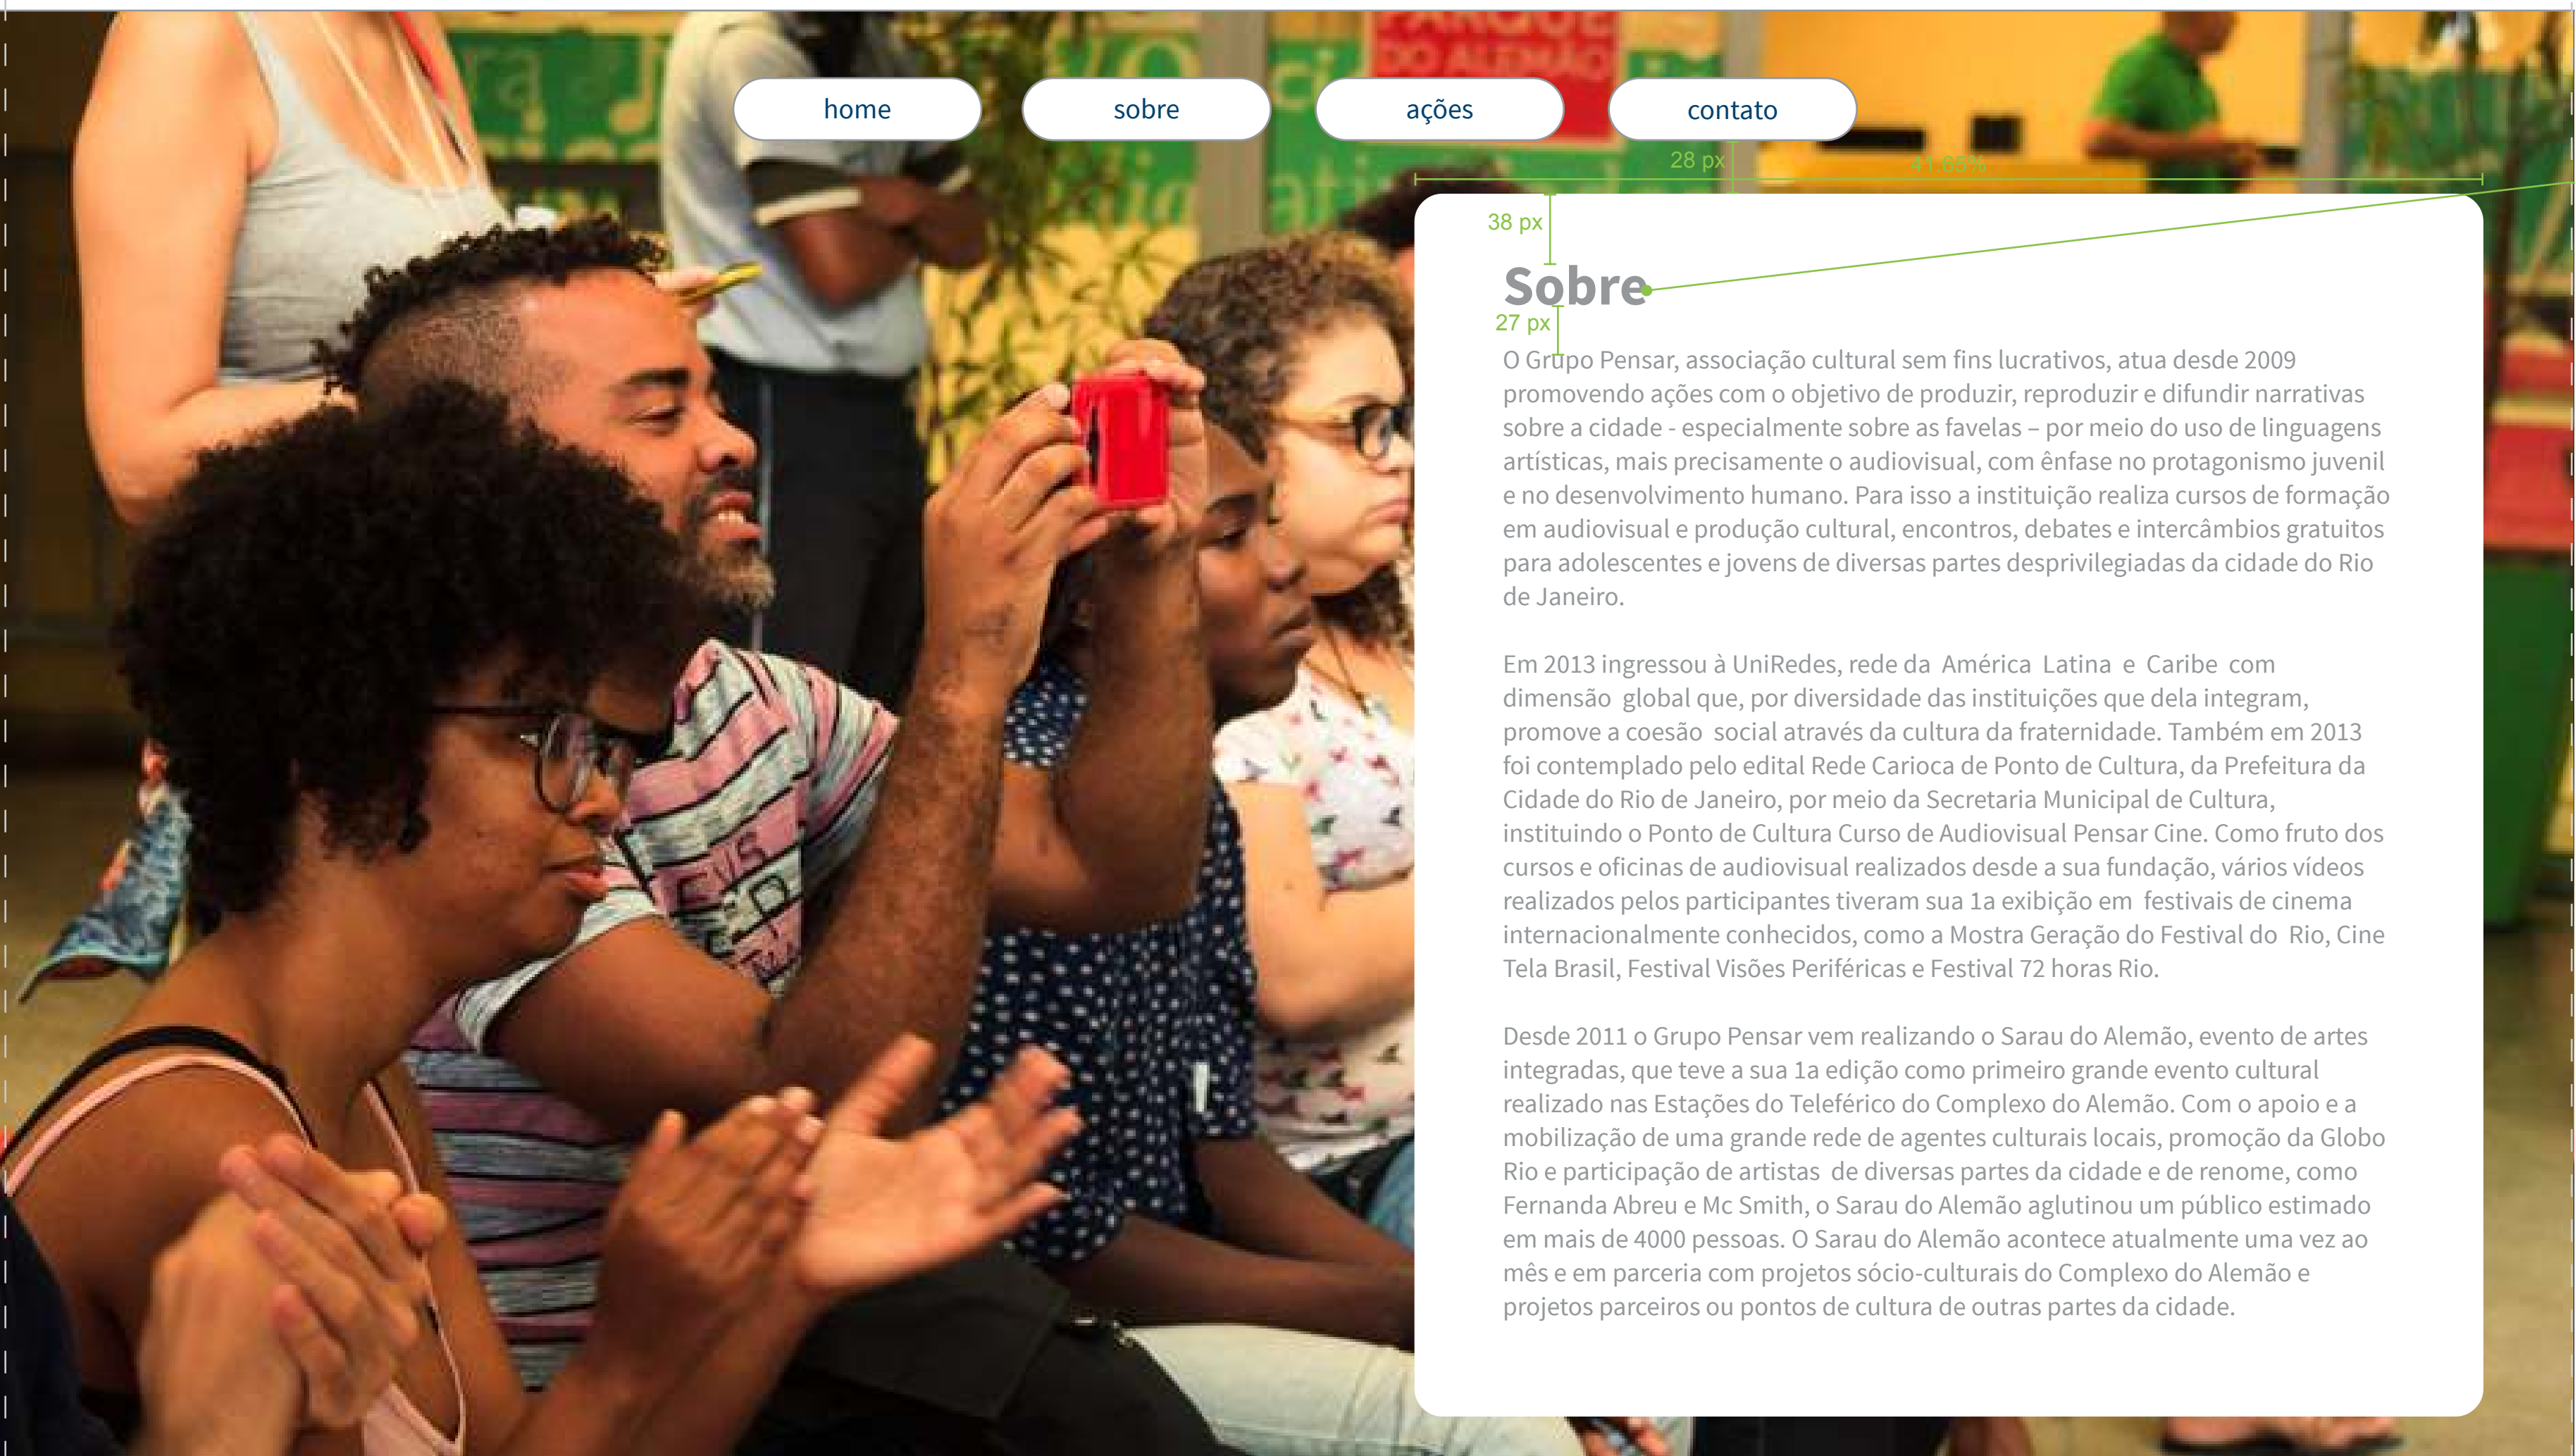 PARQUE
DO ALEMÃO
home
sobre
ações
contato
28 px
41.65%
38 px
Sobre
27 px
O Grupo Pensar, associação cultural sem fins lucrativos, atua desde 2009
promovendo ações com o objetivo de produzir, reproduzir e difundir narrativas
sobre a cidade - especialmente sobre as favelas – por meio do uso de linguagens
artísticas, mais precisamente o audiovisual, com ênfase no protagonismo juvenil
e no desenvolvimento humano. Para isso a instituição realiza cursos de formação
em audiovisual e produção cultural, encontros, debates e intercâmbios gratuitos
para adolescentes e jovens de diversas partes desprivilegiadas da cidade do Rio
de Janeiro.
Em 2013 ingressou à UniRedes, rede da  América  Latina  e  Caribe  com
dimensão  global que, por diversidade das instituições que dela integram,
promove a coesão  social através da cultura da fraternidade. Também em 2013
foi contemplado pelo edital Rede Carioca de Ponto de Cultura, da Prefeitura da
Cidade do Rio de Janeiro, por meio da Secretaria Municipal de Cultura,
instituindo o Ponto de Cultura Curso de Audiovisual Pensar Cine. Como fruto dos
cursos e oficinas de audiovisual realizados desde a sua fundação, vários vídeos
realizados pelos participantes tiveram sua 1a exibição em  festivais de cinema
internacionalmente conhecidos, como a Mostra Geração do Festival do  Rio, Cine
Tela Brasil, Festival Visões Periféricas e Festival 72 horas Rio.
Desde 2011 o Grupo Pensar vem realizando o Sarau do Alemão, evento de artes
integradas, que teve a sua 1a edição como primeiro grande evento cultural
realizado nas Estações do Teleférico do Complexo do Alemão. Com o apoio e a
mobilização de uma grande rede de agentes culturais locais, promoção da Globo
Rio e participação de artistas  de diversas partes da cidade e de renome, como
Fernanda Abreu e Mc Smith, o Sarau do Alemão aglutinou um público estimado
em mais de 4000 pessoas. O Sarau do Alemão acontece atualmente uma vez ao
mês e em parceria com projetos sócio-culturais do Complexo do Alemão e
projetos parceiros ou pontos de cultura de outras partes da cidade.